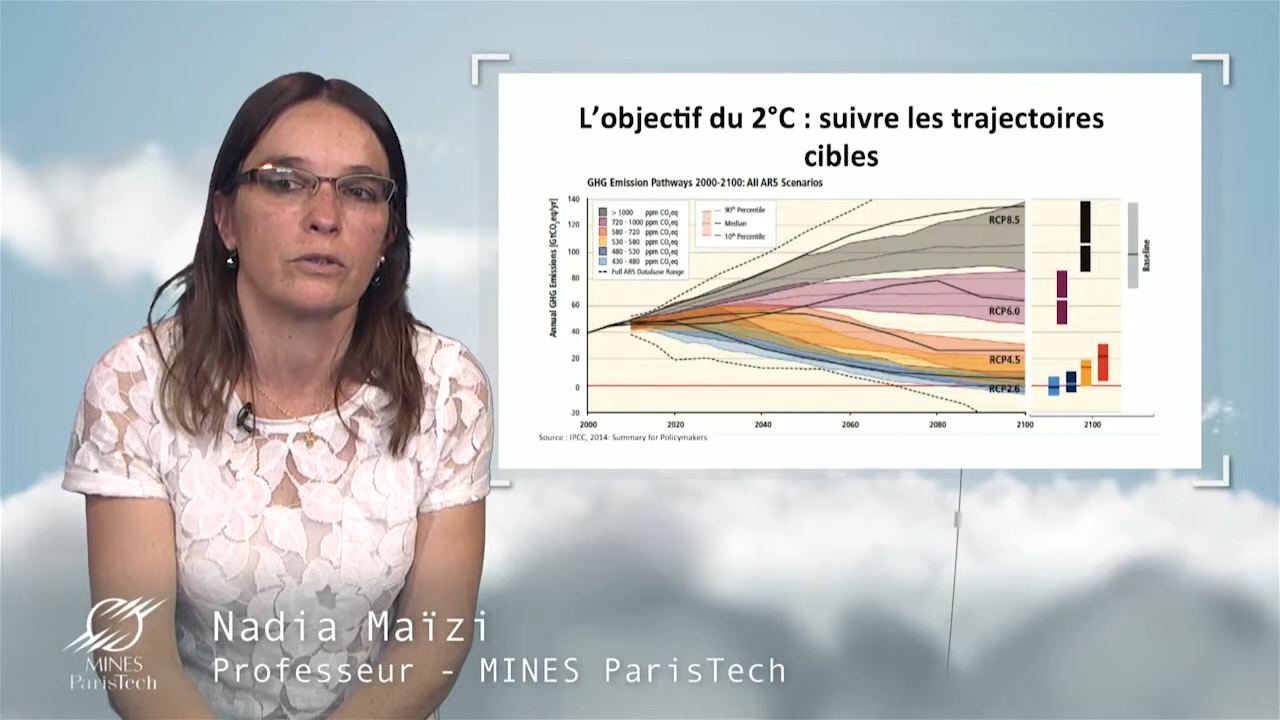 L’objectif du 2°C : suivre les trajectoires
cibles
GHG Emission Pathways 2000-2100: All AR5 Scenarios
Annual GHG Emissions [GtCO₂eq/yr]
140
120
100
80
60
40
20
0
-20
> 1000 ppm CO₂eq
720 - 1000 ppm CO₂eq
580 - 720 ppm CO₂eq
530 - 580 ppm CO₂eq
480 - 530 ppm CO₂eq
430 - 480 ppm CO₂eq
Full AR5 Database Range
90th Percentile
Median
10th Percentile
RCP8.5
RCP6.0
RCP4.5
RCP2.6
Baseline
2000 2020 2040 2060 2080 2100 2100
Source : IPCC, 2014: Summary for Policymakers
Nadia Maïzi
Professeur - MINES ParisTech
MINES
ParisTech